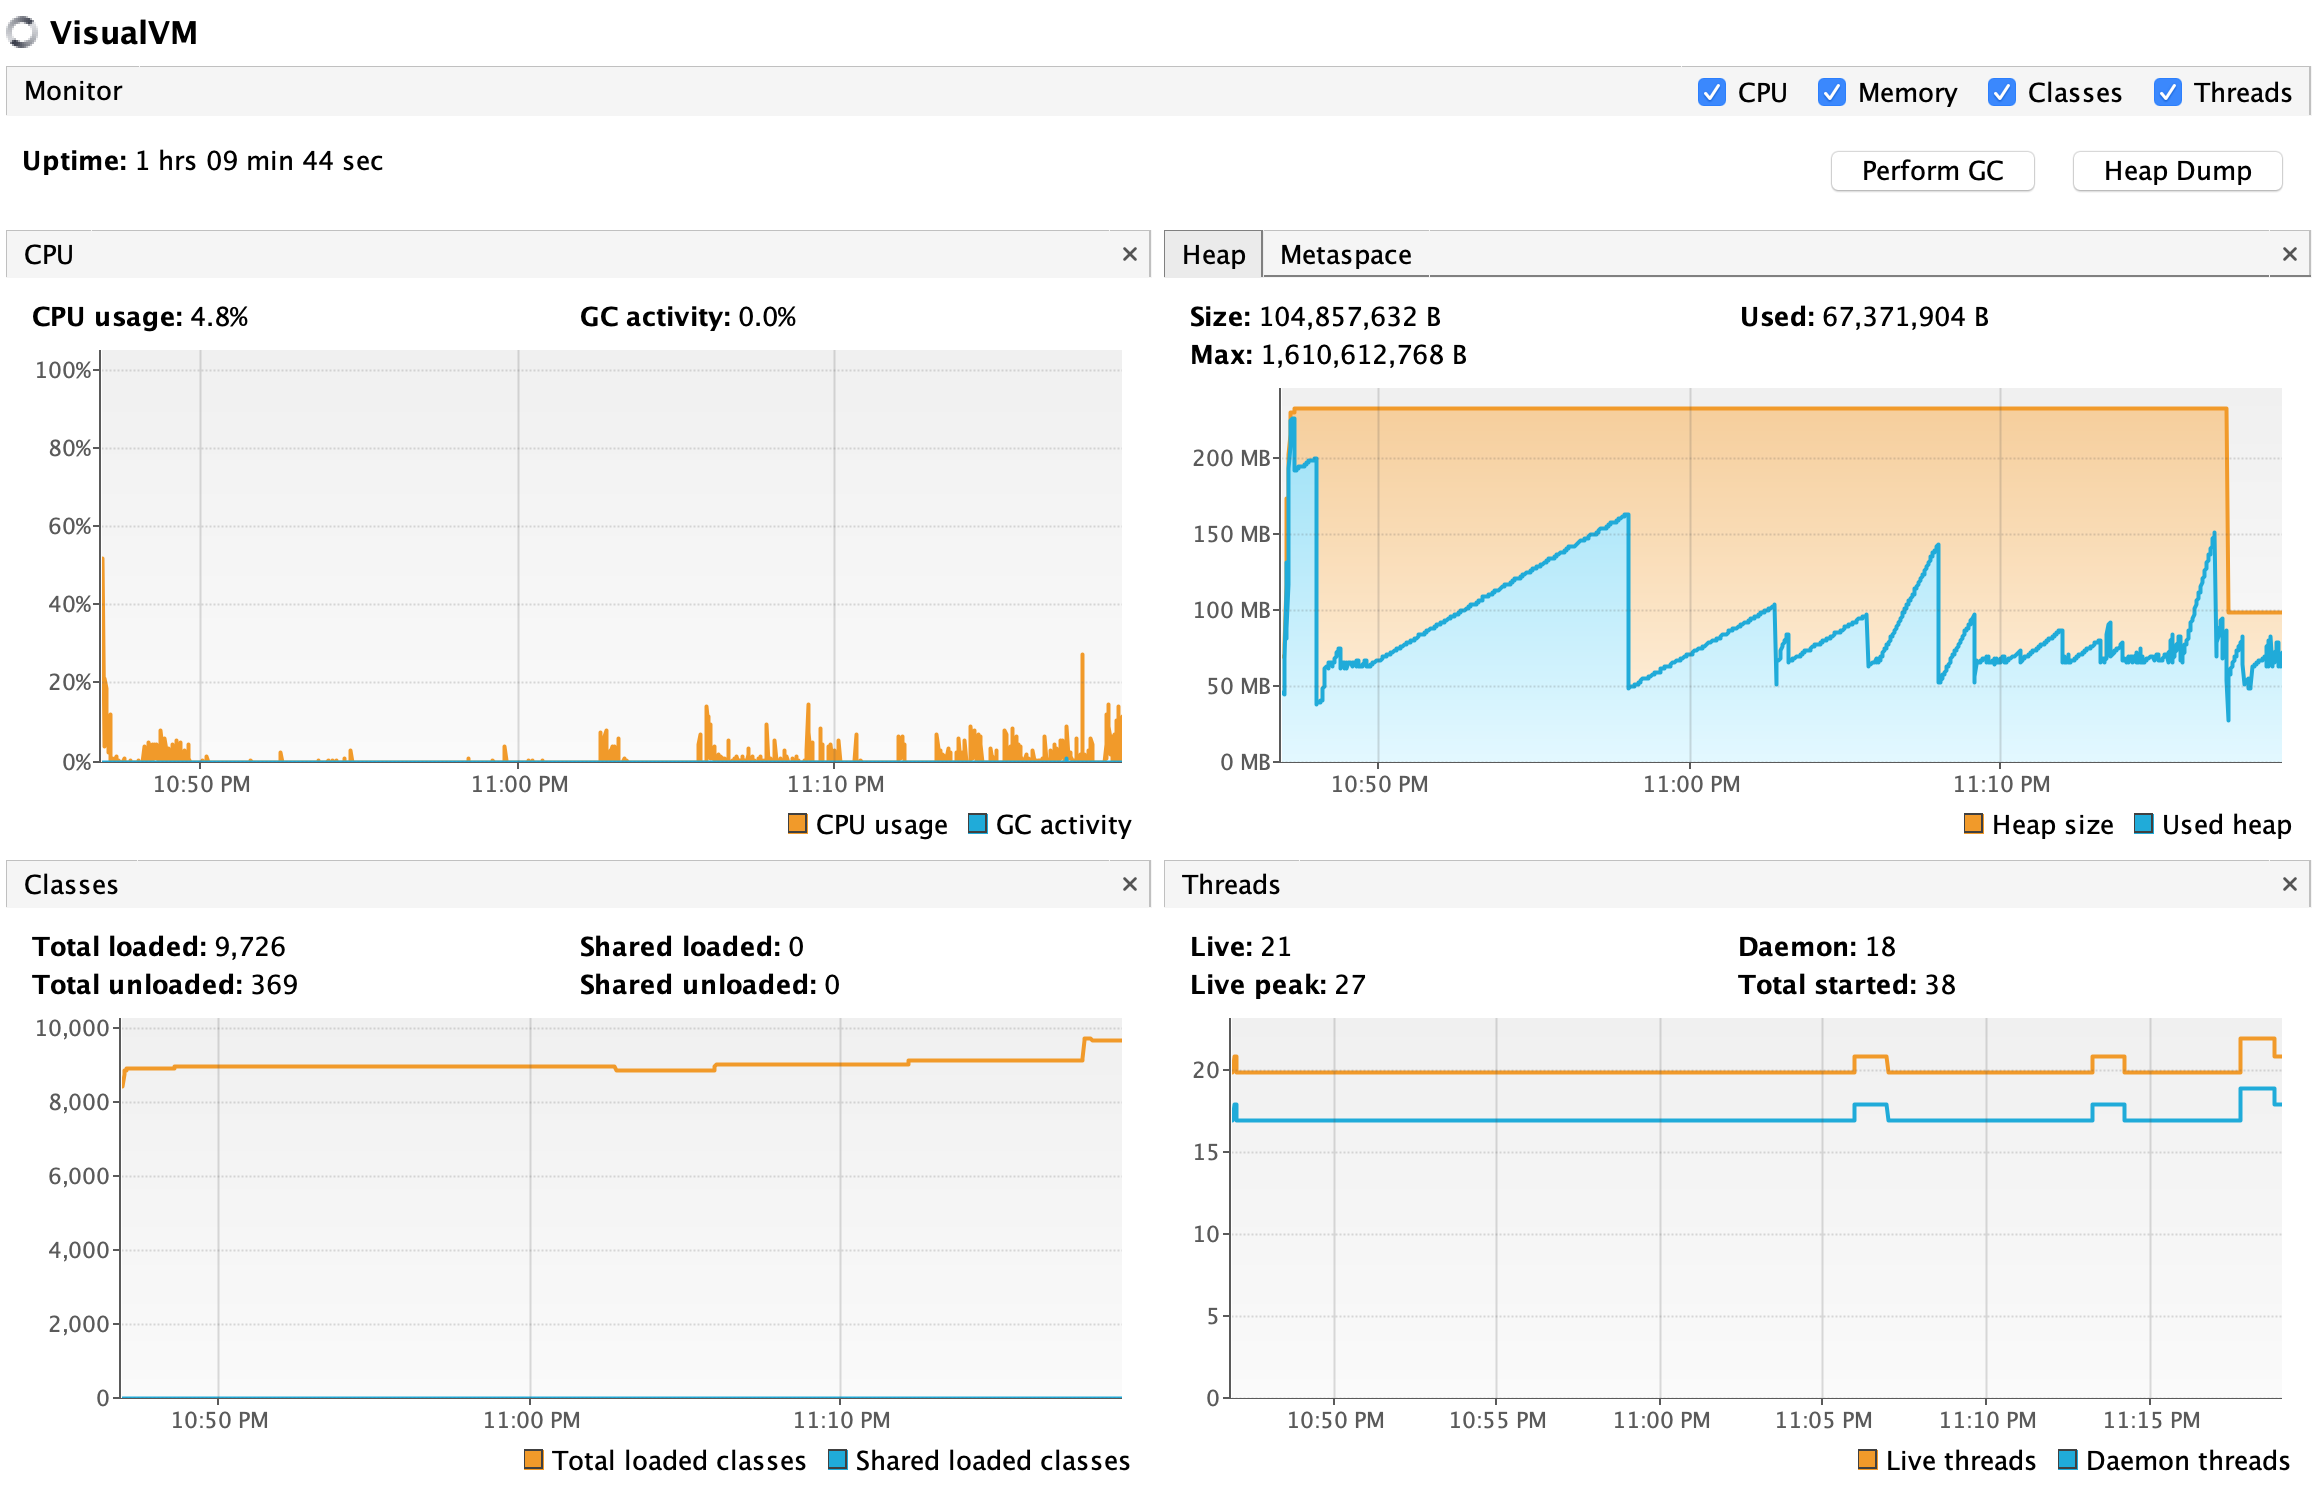 VisualVM
Monitor
CPU Memory Classes Threads
Uptime: 1 hrs 09 min 44 sec
Perform GC Heap Dump
CPU
CPU usage: 4.8% GC activity: 0.0%
100%
80%
60%
40%
20%
0%
10:50 PM 11:00 PM 11:10 PM
CPU usage GC activity
Heap Metaspace
Size: 104,857,632 B Used: 67,371,904 B
Max: 1,610,612,768 B
200 MB
150 MB
100 MB
50 MB
0 MB
10:50 PM 11:00 PM 11:10 PM
Heap size Used heap
Classes
Total loaded: 9,726 Shared loaded: 0
Total unloaded: 369 Shared unloaded: 0
10,000
8,000
6,000
4,000
2,000
0
10:50 PM 11:00 PM 11:10 PM
Total loaded classes Shared loaded classes
Threads
Live: 21 Daemon: 18
Live peak: 27 Total started: 38
20
15
10
5
0
10:50 PM 10:55 PM 11:00 PM 11:05 PM 11:10 PM 11:15 PM
Live threads Daemon threads